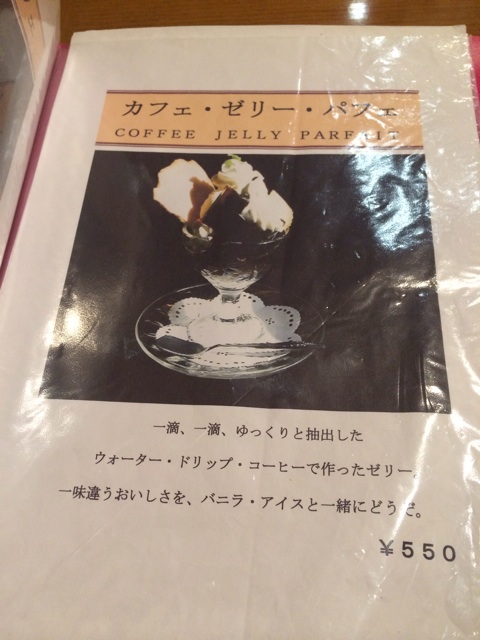 カフェ・ゼリー・パフェ
COFFEE JELLY PARFAIT
一滴、一滴、ゆっくりと抽出した
ウォーター・ドリップ・コーヒーで作ったゼリー。
一味違うおいしさを、バニラ・アイスと一緒にどうぞ。
￥550